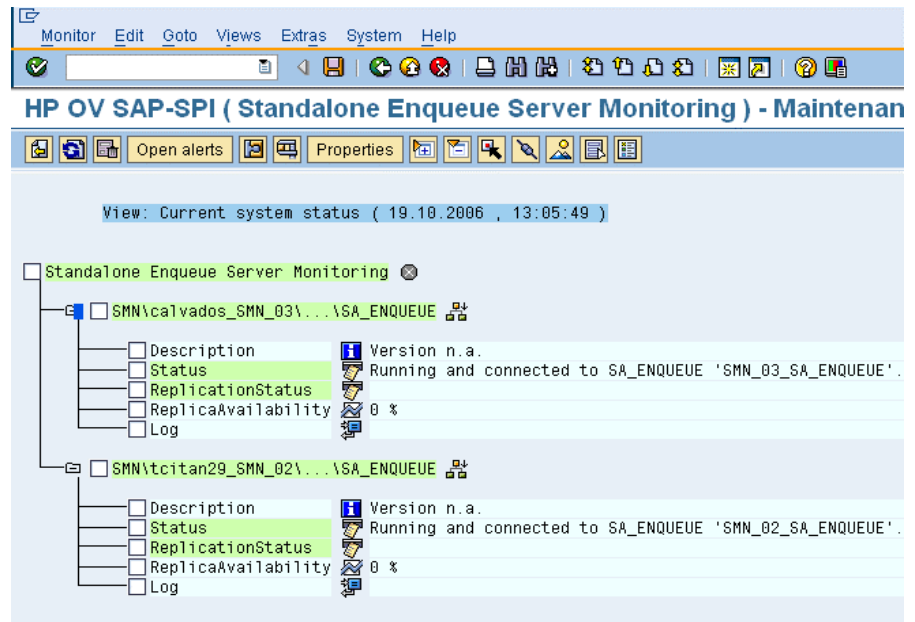 Monitor Edit Goto Views Extras System Help
HP OV SAP-SPI ( Standalone Enqueue Server Monitoring ) - Maintenan
Open alerts Properties
View: Current system status ( 19.10.2006 , 13:05:49 )
Standalone Enqueue Server Monitoring
SMN\calvados_SMN_03\...\SA_ENQUEUE
Description Version n.a.
Status Running and connected to SA_ENQUEUE 'SMN_03_SA_ENQUEUE'.
ReplicationStatus
ReplicaAvailability 0 %
Log
SMN\tcitan29_SMN_02\...\SA_ENQUEUE
Description Version n.a.
Status Running and connected to SA_ENQUEUE 'SMN_02_SA_ENQUEUE'.
ReplicationStatus
ReplicaAvailability 0 %
Log